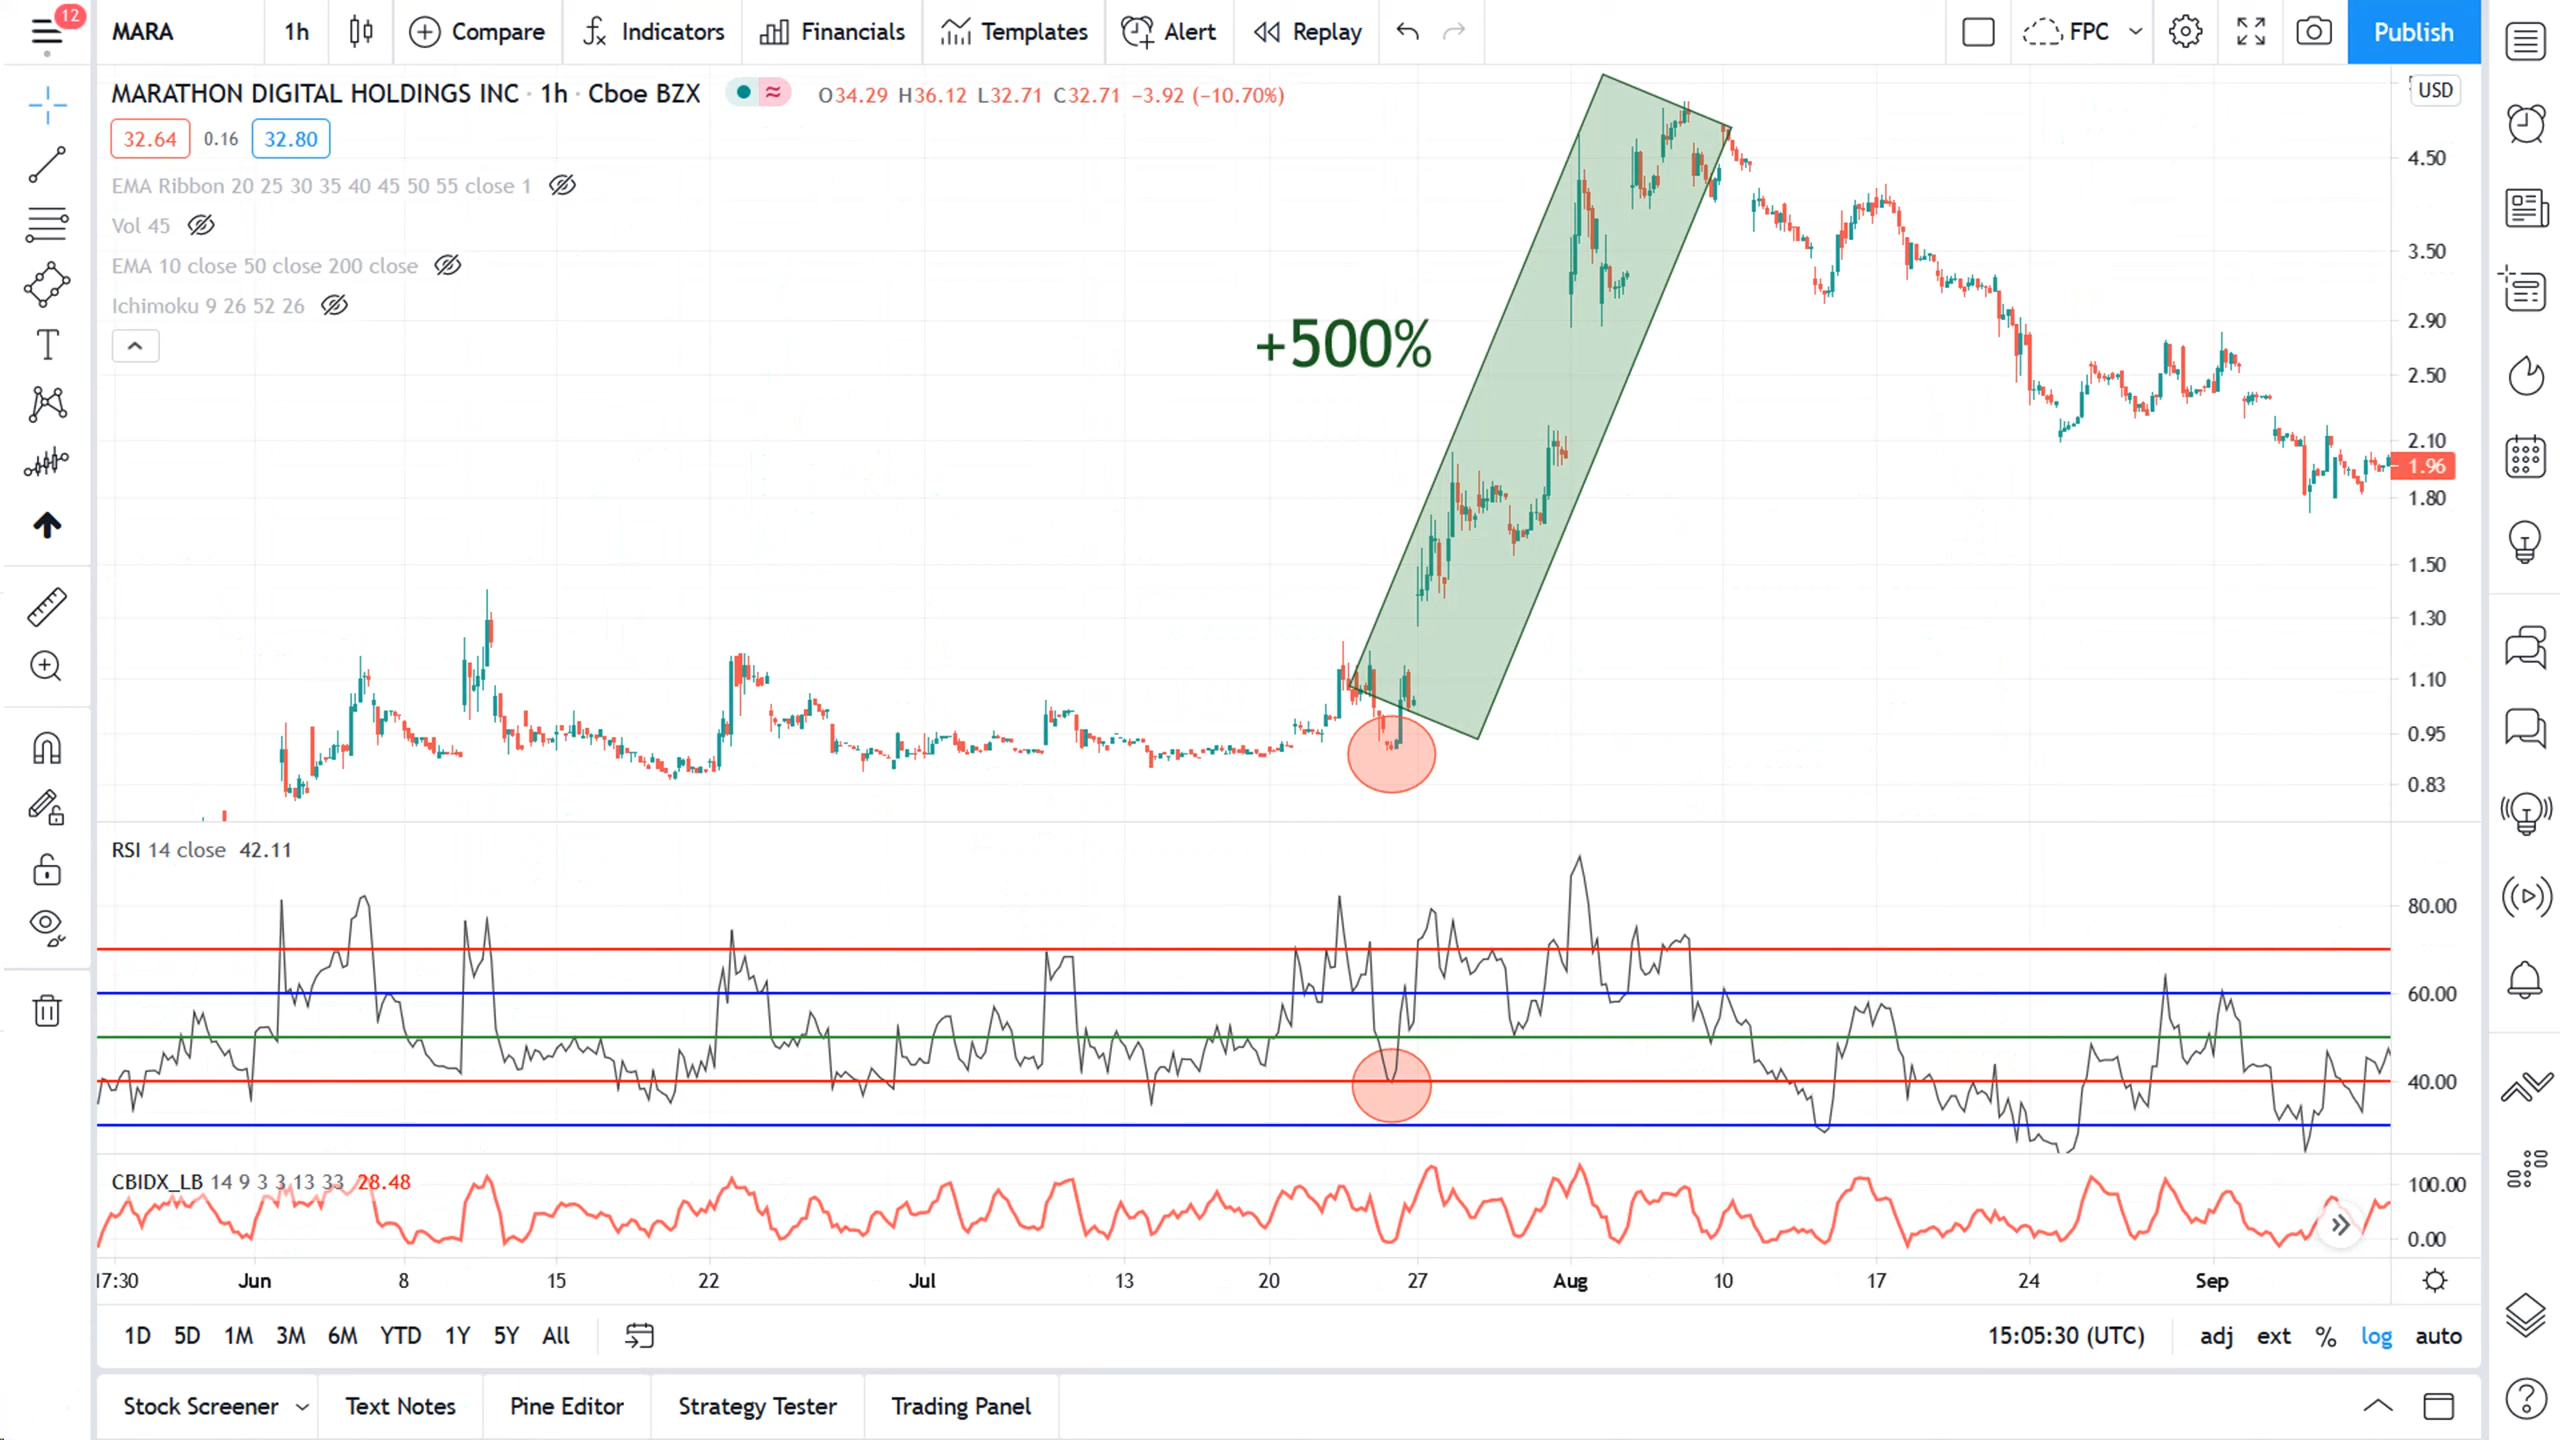 12
MARA 1h Compare Indicators Financials Templates Alert Replay FPC Publish
MARATHON DIGITAL HOLDINGS INC · 1h · Cboe BZX O34.29 H36.12 L32.71 C32.71 −3.92 (−10.70%)
USD
32.64 0.16 32.80
EMA Ribbon 20 25 30 35 40 45 50 55 close 1
Vol 45
EMA 10 close 50 close 200 close
Ichimoku 9 26 52 26
+500%
4.50
3.50
2.90
2.50
2.10
1.96
1.80
1.50
1.30
1.10
0.95
0.83
RSI 14 close 42.11
80.00
60.00
40.00
CBIDX_LB 14 9 3 3 13 33 28.48
100.00
0.00
17:30 Jun 8 15 22 Jul 13 20 27 Aug 10 17 24 Sep
1D 5D 1M 3M 6M YTD 1Y 5Y All 15:05:30 (UTC) adj ext % log auto
Stock Screener Text Notes Pine Editor Strategy Tester Trading Panel